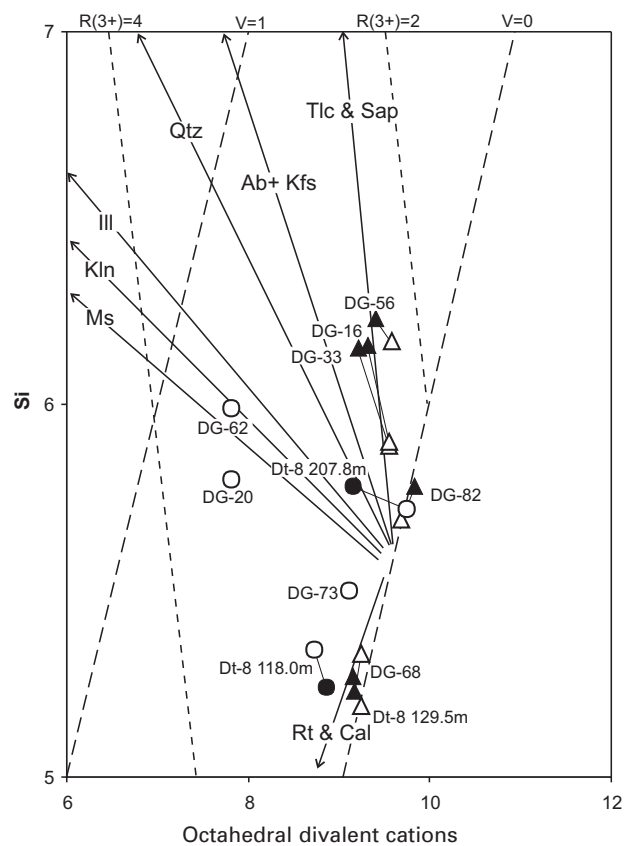 R(3+)=4 V=1 R(3+)=2 V=0
7
Tlc & Sap
Qtz
Ab+ Kfs
Ill
Kln
Ms
DG-56
DG-16
DG-33
Si
6
DG-62
Dt-8 207.8m
DG-20
DG-82
DG-73
Dt-8 118.0m
DG-68
Dt-8 129.5m
Rt & Cal
5
6 8 10 12
Octahedral divalent cations